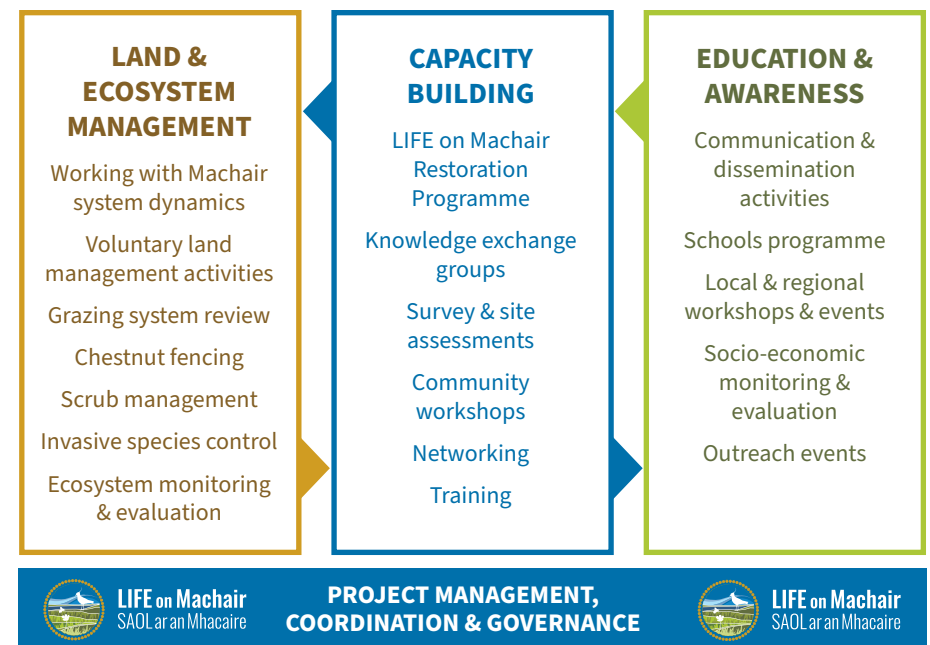 LAND &
ECOSYSTEM
MANAGEMENT
Working with Machair
system dynamics
Voluntary land
management activities
Grazing system review
Chestnut fencing
Scrub management
Invasive species control
Ecosystem monitoring
& evaluation
CAPACITY
BUILDING
LIFE on Machair
Restoration
Programme
Knowledge exchange
groups
Survey & site
assessments
Community
workshops
Networking
Training
EDUCATION &
AWARENESS
Communication &
dissemination
activities
Schools programme
Local & regional
workshops & events
Socio-economic
monitoring &
evaluation
Outreach events
LIFE on Machair
SAOL ar an Mhacaire
PROJECT MANAGEMENT,
COORDINATION & GOVERNANCE
LIFE on Machair
SAOL ar an Mhacaire